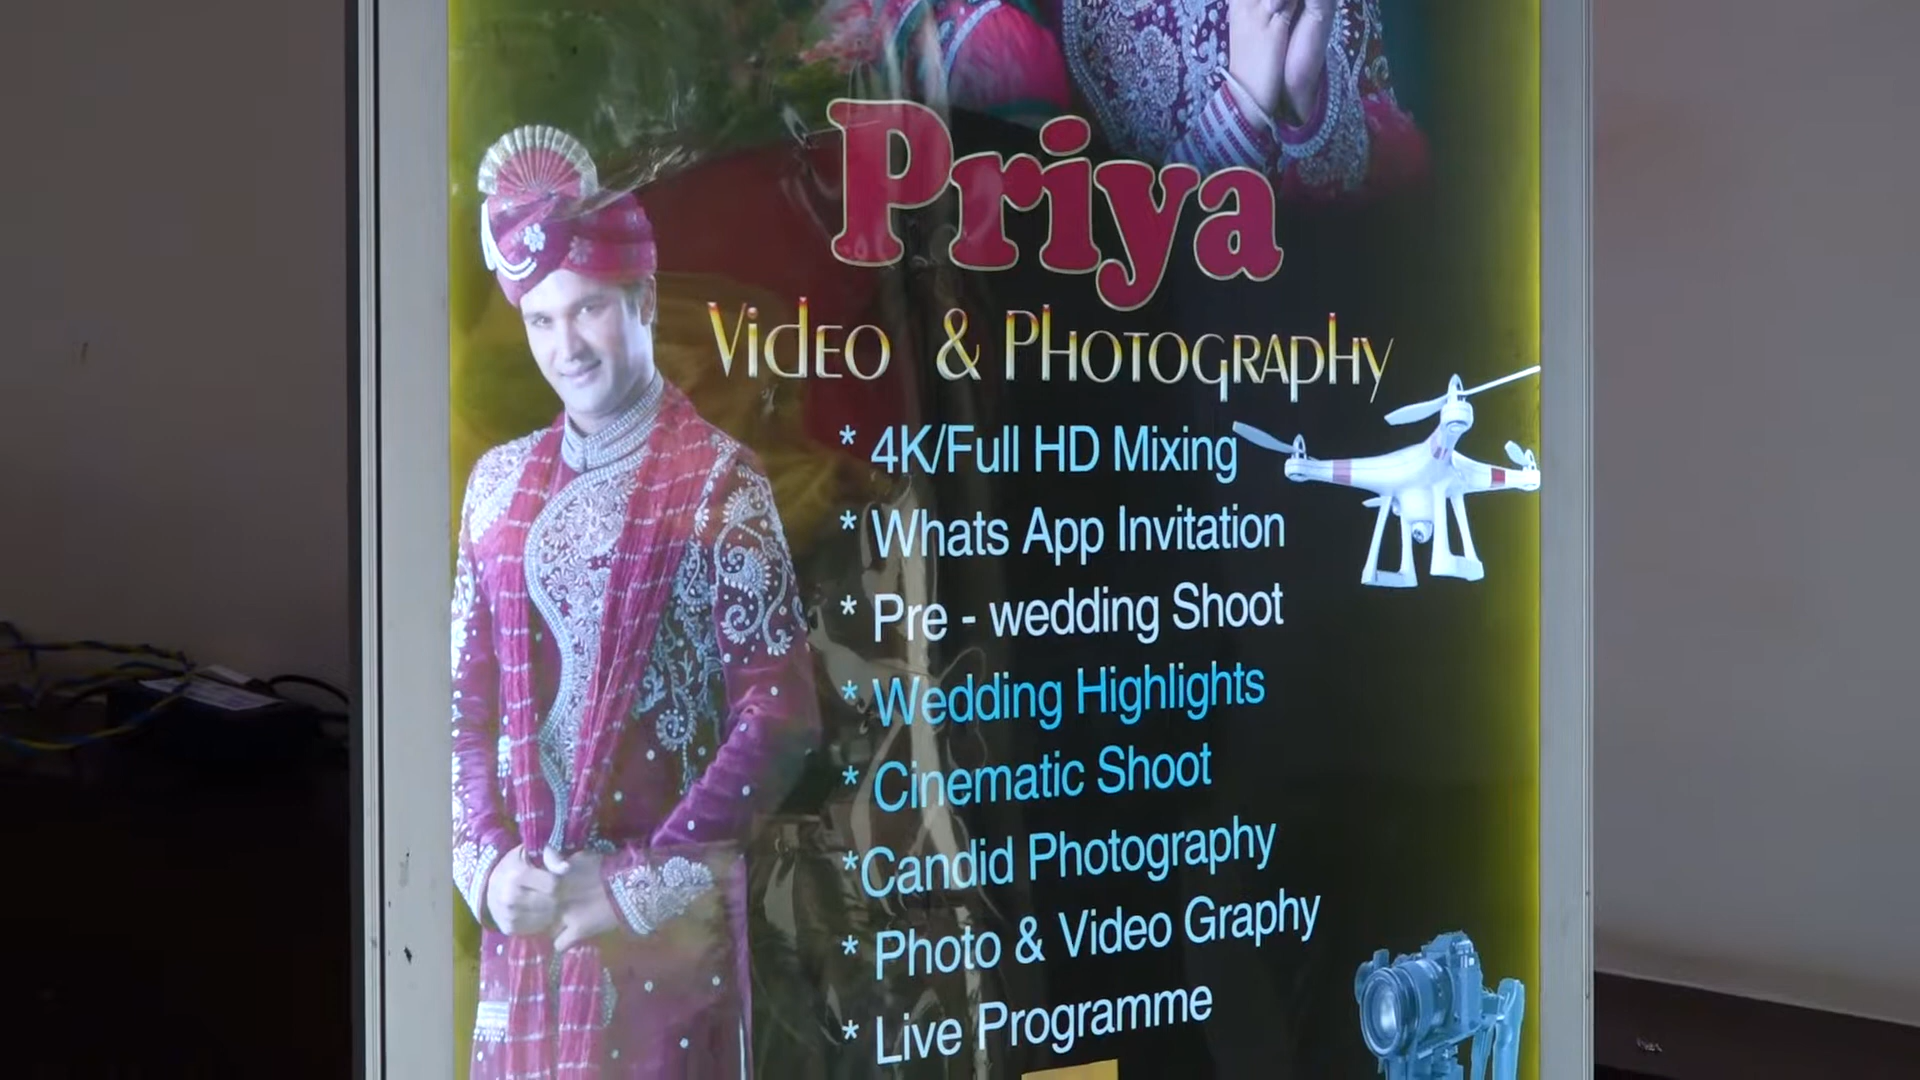 Priya
Video & Photography
* 4K/Full HD Mixing
* Whats App Invitation
* Pre - wedding Shoot
* Wedding Highlights
* Cinematic Shoot
*Candid Photography
* Photo & Video Graphy
* Live Programme